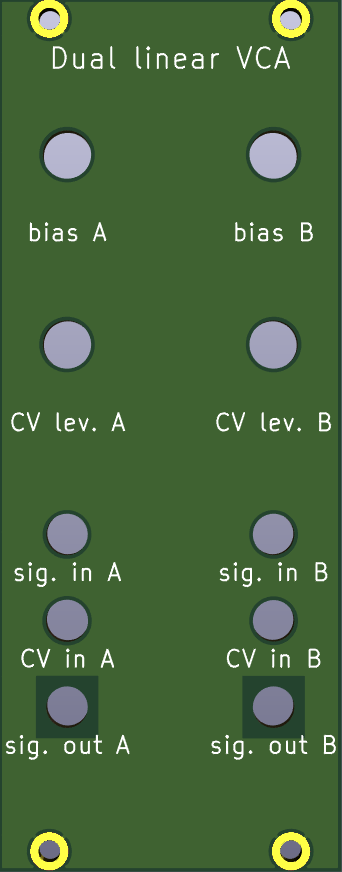 Dual linear VCA
bias A bias B
CV lev. A CV lev. B
sig. in A sig. in B
CV in A CV in B
sig. out A sig. out B